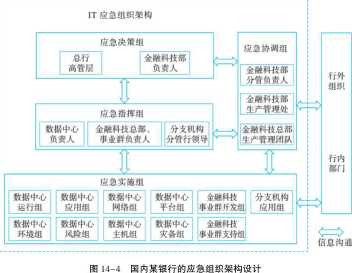 IT 应急组织架构
应急决策组
总行
高管层
金融科技部
负责人
应急协调组
金融科技部
分管负责人
金融科技部
生产管理处
金融科技总部
生产管理团队
行外
组织
行内
部门
应急指挥组
数据中心
负责人
金融科技总部、
事业群负责人
分支机构
分管行领导
应急实施组
数据中心
运行组
数据中心
应用组
数据中心
网络组
数据中心
平台组
金融科技
事业群开发组
分支机构
应用组
数据中心
环境组
数据中心
风险组
数据中心
主机组
数据中心
灾备组
金融科技
事业群支持组
信息沟通
图 14-4 国内某银行的应急组织架构设计